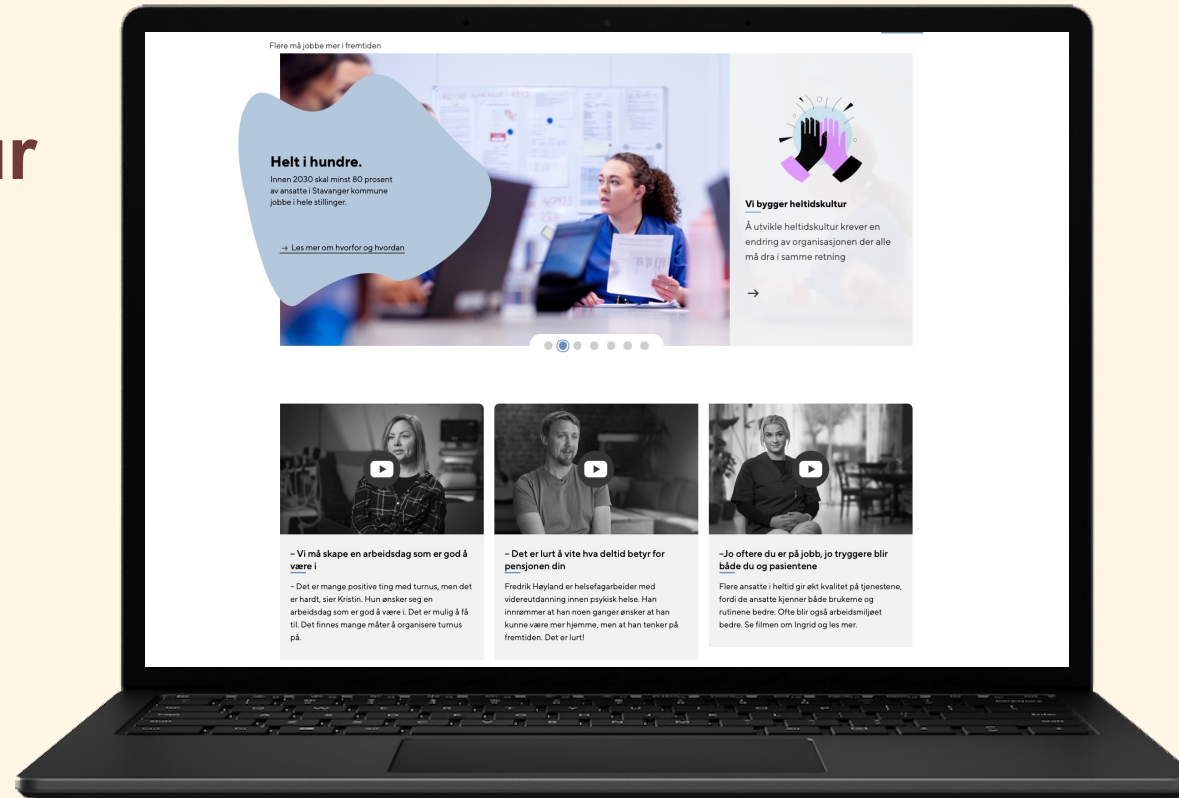 ur
Flere må jobbe mer i fremtiden
Helt i hundre.
Innen 2030 skal minst 80 prosent
av ansatte i Stavanger kommune
jobbe i hele stillinger.
→ Les mer om hvorfor og hvordan
Vi bygger heltidskultur
Å utvikle heltidskultur krever en
endring av organisasjonen der alle
må dra i samme retning
→
– Vi må skape en arbeidsdag som er god å
være i
– Det er mange positive ting med turnus, men det
er hardt, sier Kristin. Hun ønsker seg en
arbeidsdag som er god å være i. Det er mulig å få
til. Det finnes mange måter å organisere turnus
på.
– Det er lurt å vite hva deltid betyr for
pensjonen din
Fredrik Høyland er helsefagarbeider med
videreutdanning innen psykisk helse. Han
innrømmer at han noen ganger ønsker at han
kunne være mer hjemme, men at han tenker på
fremtiden. Det er lurt!
–Jo oftere du er på jobb, jo tryggere blir
både du og pasientene
Flere ansatte i heltid gir økt kvalitet på tjenestene,
fordi de ansatte kjenner både brukerne og
rutinene bedre. Ofte blir også arbeidsmiljøet
bedre. Se filmen om Ingrid og les mer.